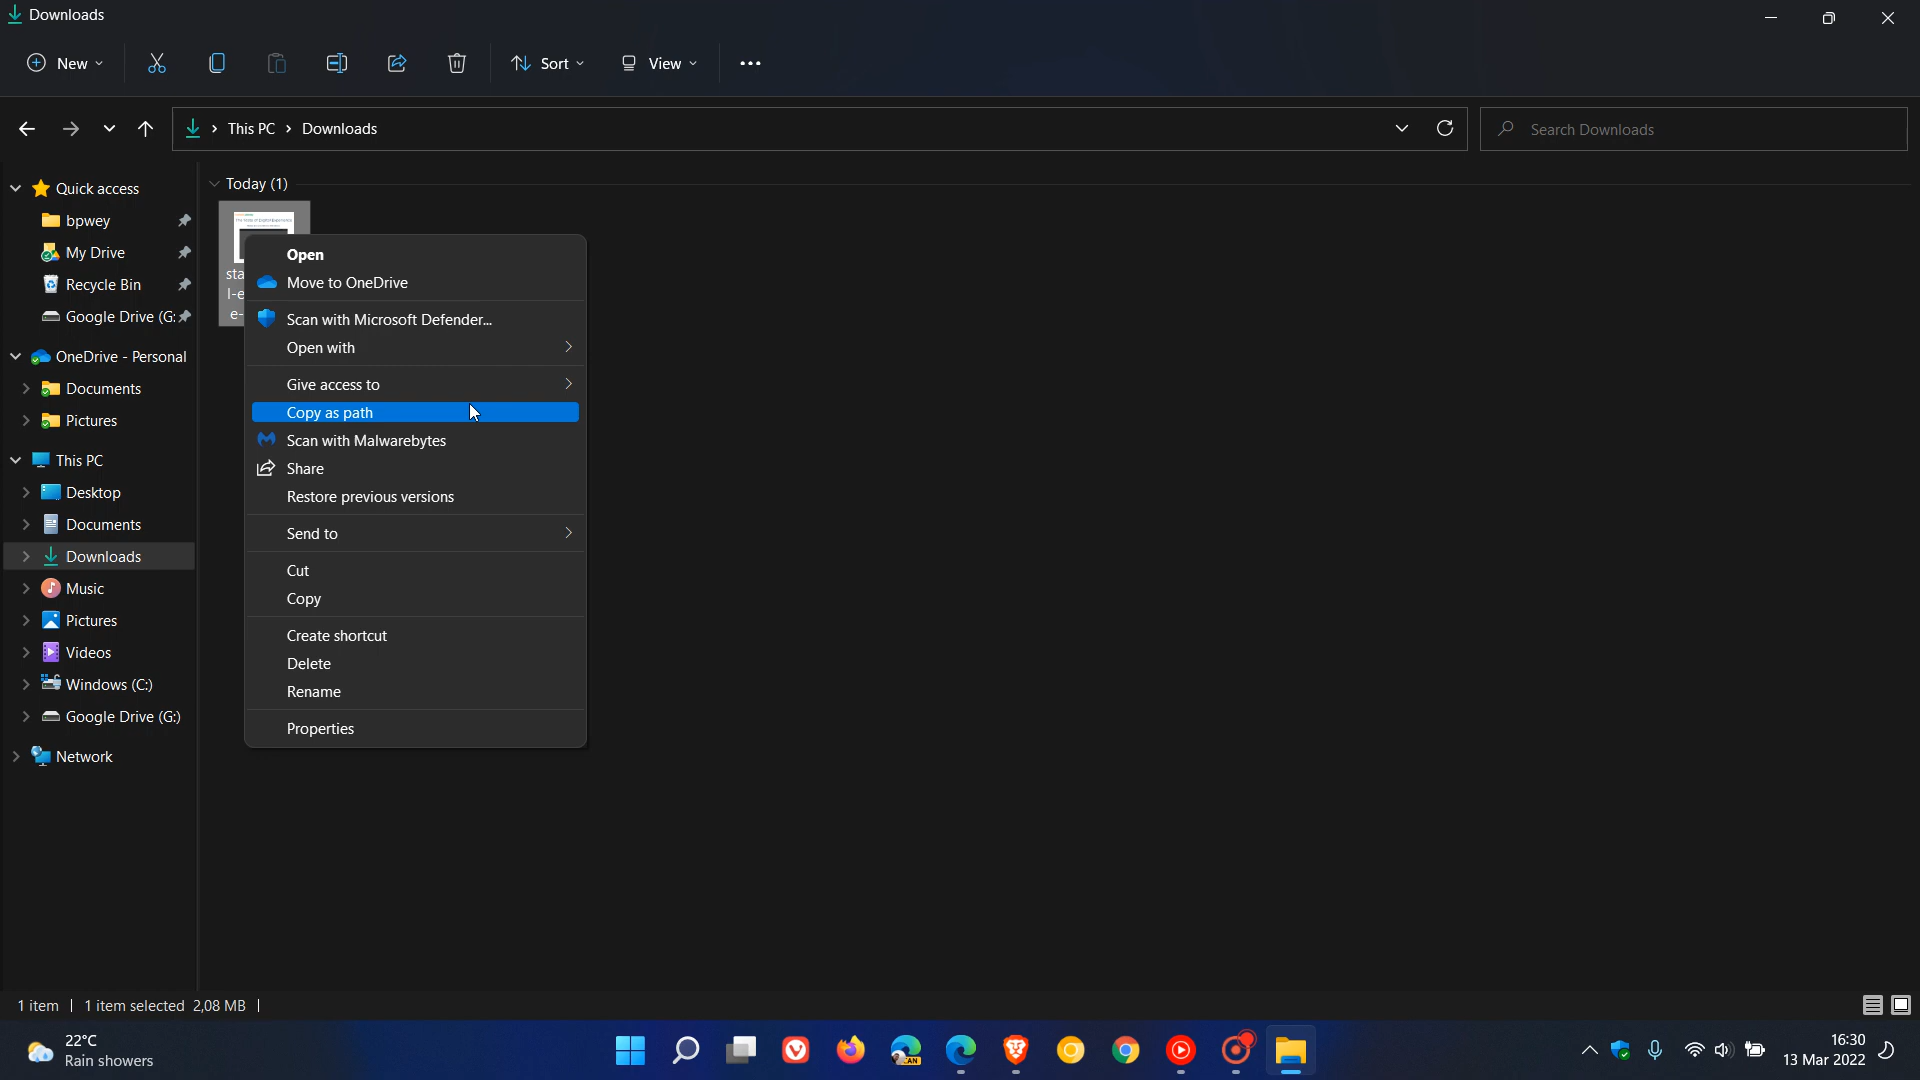 Downloads
New
Sort
View
This PC
Downloads
Search Downloads
Quick access
bpwey
My Drive
Recycle Bin
Google Drive (G:
OneDrive - Personal
Documents
Pictures
This PC
Desktop
Documents
Downloads
Music
Pictures
Videos
Windows (C:)
Google Drive (G:)
Network
Today (1)
sta
l-e
e-
Open
Move to OneDrive
Scan with Microsoft Defender...
Open with
Give access to
Copy as path
Scan with Malwarebytes
Share
Restore previous versions
Send to
Cut
Copy
Create shortcut
Delete
Rename
Properties
1 item
1 item selected 2,08 MB
22°C
Rain showers
CAN
16:30
13 Mar 2022